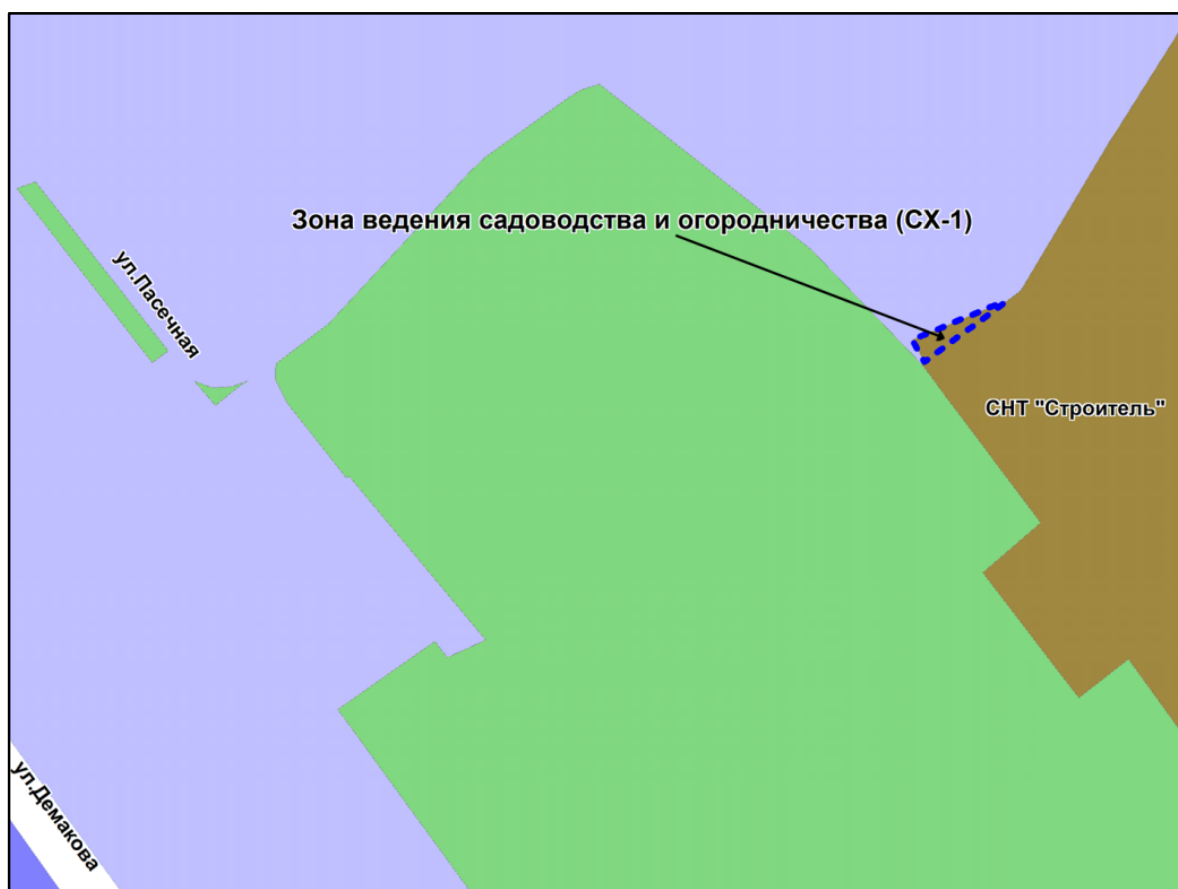 Зона ведения садоводства и огородничества (СХ-1)
ул.Пасечная
СНТ "Строитель"
ул.Демакова